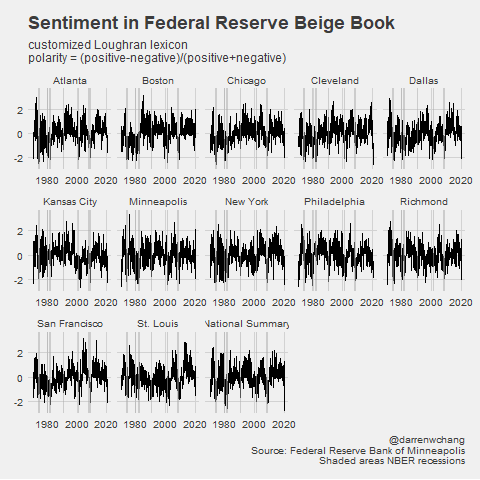 Sentiment in Federal Reserve Beige Book
customized Loughran lexicon
polarity = (positive-negative)/(positive+negative)
Atlanta Boston Chicago Cleveland Dallas
2
0
-2
1980 2000 2020 1980 2000 2020 1980 2000 2020 1980 2000 2020 1980 2000 2020
Kansas City Minneapolis New York Philadelphia Richmond
2
0
-2
1980 2000 2020 1980 2000 2020 1980 2000 2020 1980 2000 2020 1980 2000 2020
San Francisco St. Louis National Summary
2
0
-2
1980 2000 2020 1980 2000 2020 1980 2000 2020
@darrenwchang
Source: Federal Reserve Bank of Minneapolis
Shaded areas NBER recessions